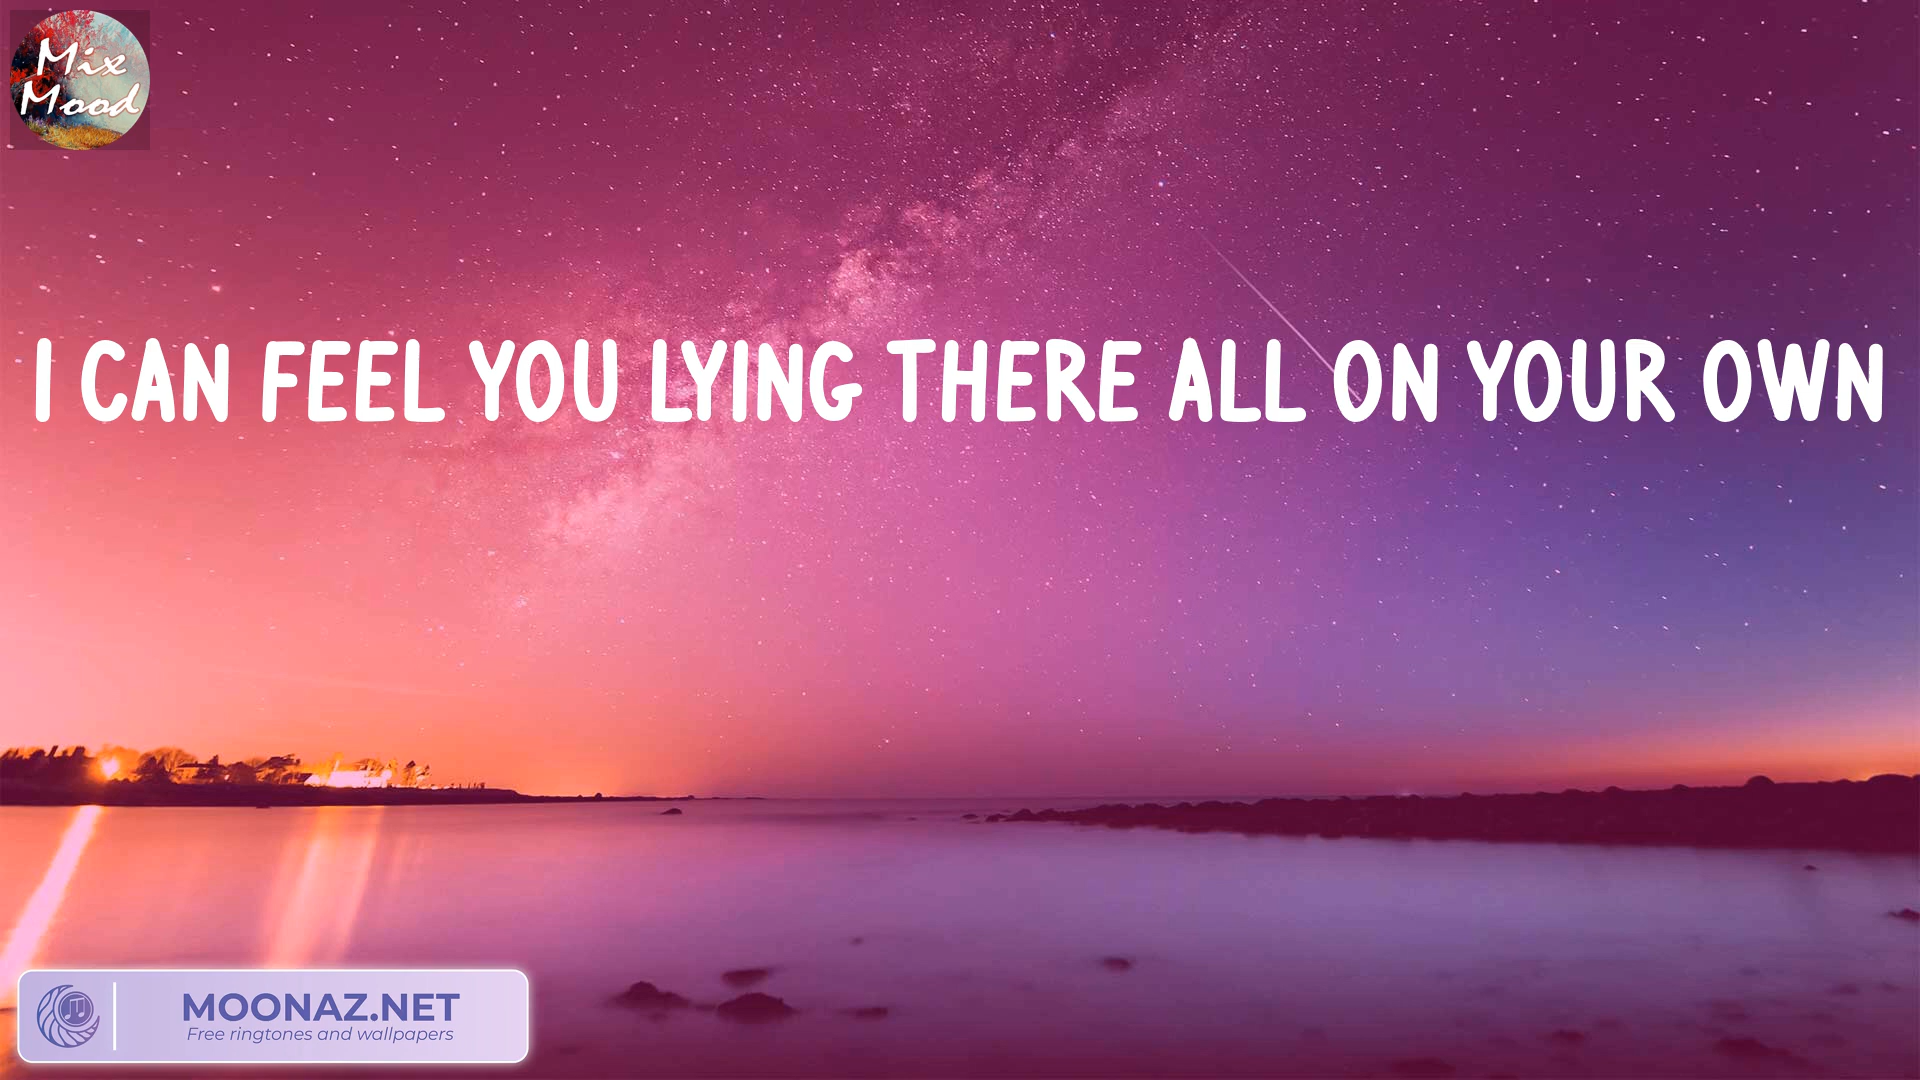 Mix
Mood
I CAN FEEL YOU LYING THERE ALL ON YOUR OWN
MOONAZ.NET
Free ringtones and wallpapers